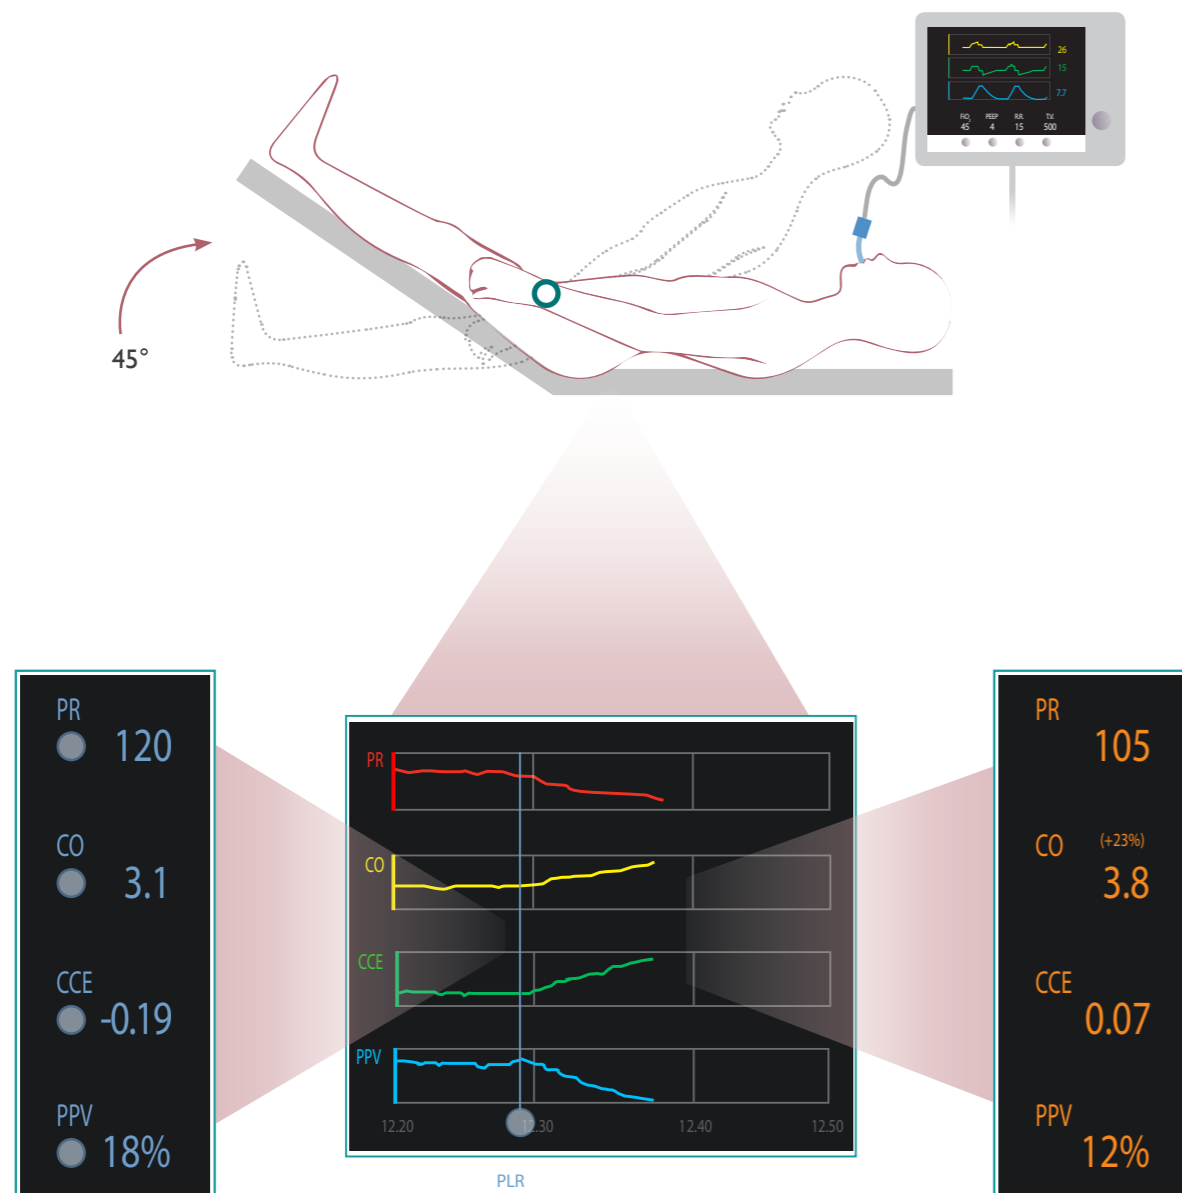 26
15
7.7
FiO2 PEEP R.R. T.V.
45 4 15 500
45°
PR
120
CO
3.1
CCE
-0.19
PPV
18%
PR
CO
CCE
PPV
12.20 12.30 12.40 12.50
PLR
PR
105
CO (+23%)
3.8
CCE
0.07
PPV
12%